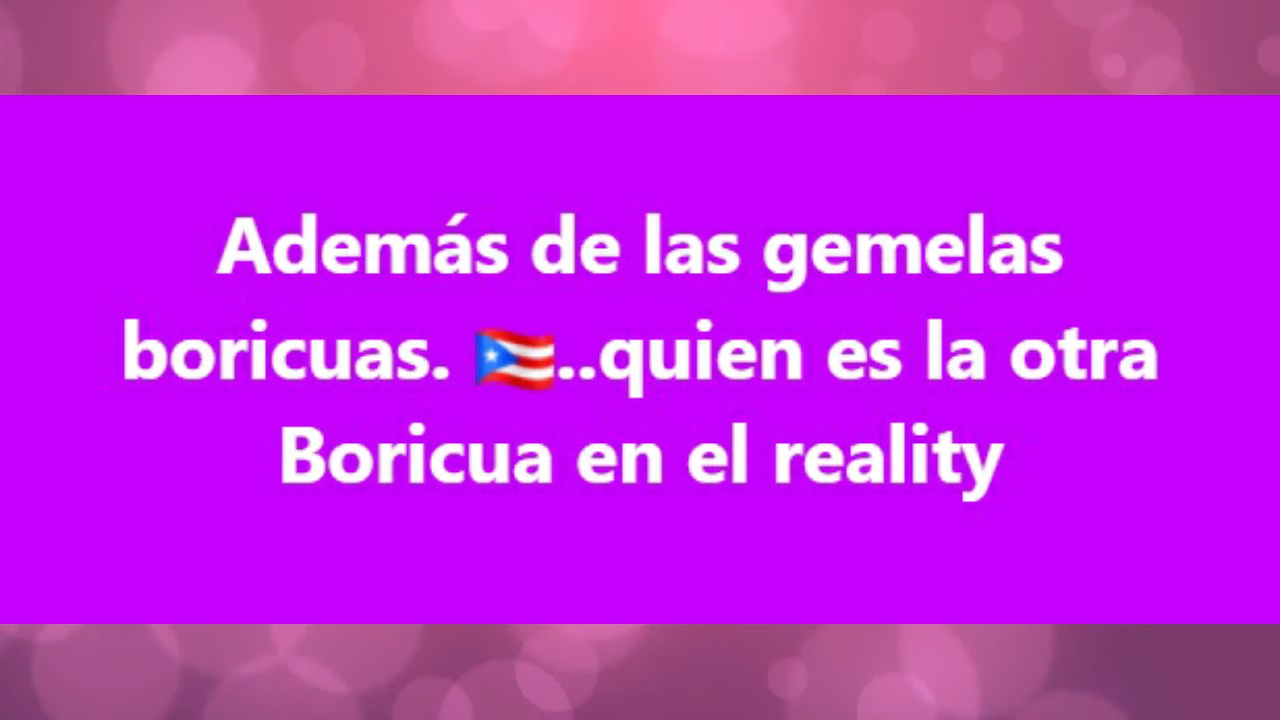 Además de las gemelas
boricuas. 🇵🇷..quien es la otra
Boricua en el reality